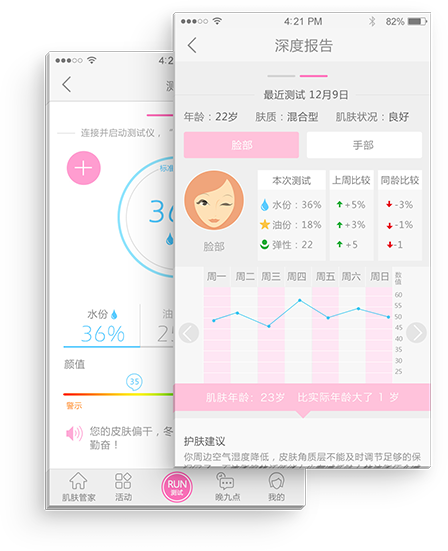 4:21 PM 82%
深度报告
最近测试 12月9日
年龄：22岁 肤质：混合型 肌肤状况：良好
脸部 手部
本次测试 上周比较 同龄比较
水份：36% +5% -3%
油份：18% +3% -1%
弹性：22 +5 -1
脸部
周一 周二 周三 周四 周五 周六 周日 数值
60
55
50
45
40
35
30
25
肌肤年龄：23岁 比实际年龄大了 1 岁
护肤建议
你周边空气湿度降低，皮肤角质层不能及时调节足够的保
4:2
测
连接并启动测试仪，“
标准
36
水份 油
36% 25
颜值
35
警示
您的皮肤偏干，冬
勤奋！
肌肤管家 活动 RUN 测试 晚九点 我的